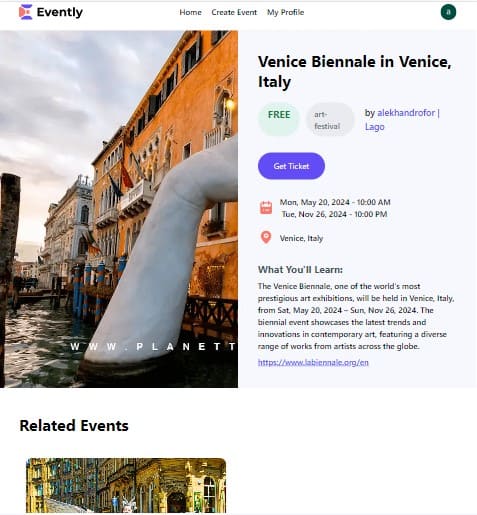 Evently
Home Create Event My Profile
a
Venice Biennale in Venice,
Italy
FREE
art-
festival
by alekhandrofor |
Lago
Get Ticket
Mon, May 20, 2024 - 10:00 AM
Tue, Nov 26, 2024 - 10:00 PM
Venice, Italy
What You'll Learn:
The Venice Biennale, one of the world's most
prestigious art exhibitions, will be held in Venice, Italy,
from Sat, May 20, 2024 – Sun, Nov 26, 2024. The
biennial event showcases the latest trends and
innovations in contemporary art, featuring a diverse
range of works from artists across the globe.
https://www.labiennale.org/en
WWW.PLANETT
Related Events